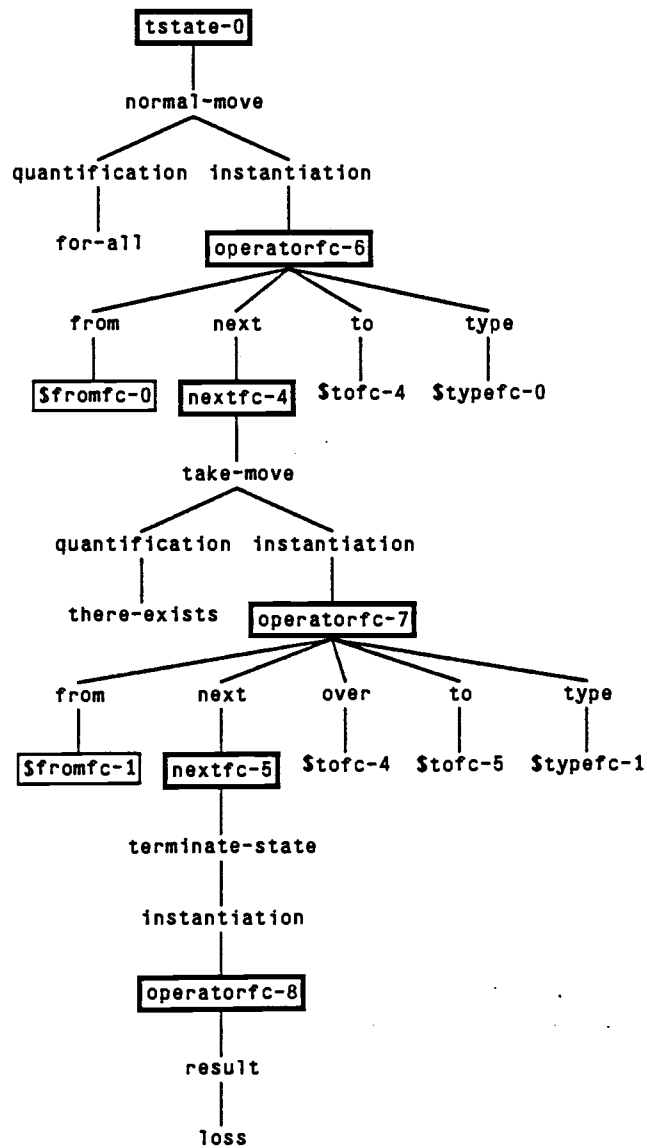 tstate-0
normal-move
quantification instantiation
for-all operatorfc-6
from next to type
$fromfc-0 nextfc-4 $tofc-4 $typefc-0
take-move
quantification instantiation
there-exists operatorfc-7
from next over to type
$fromfc-1 nextfc-5 $tofc-4 $tofc-5 $typefc-1
terminate-state
instantiation
operatorfc-8
result
loss